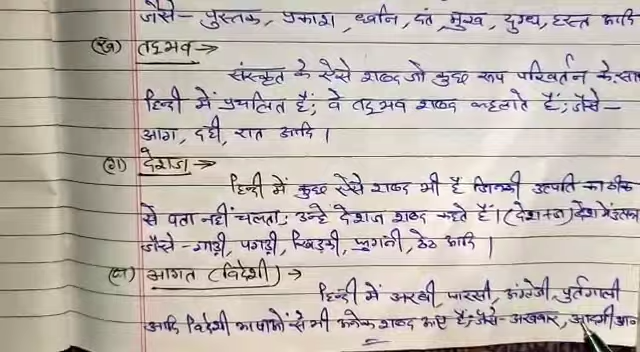 जैसे - पुस्तक, प्रकाश, ध्वनि, दंत, मुख, दुग्ध, हस्त आदि
(ख) तद्भव →
संस्कृत के ऐसे शब्द जो कुछ रूप परिवर्तन के साथ
हिन्दी में प्रचलित हैं; वे तद्भव शब्द कहलाते हैं; जैसे -
आग, दही, रात आदि।
(ग) देशज →
हिन्दी में कुछ ऐसे शब्द भी हैं जिनकी उत्पति का ठीक
से पता नहीं चलता; उन्हें देशज शब्द कहते हैं। (देश+ज) देश में
जैसे - गाड़ी, पगड़ी, खिड़की, ठेठ आदि।
आगत (विदेशी) →
हिन्दी में अरबी, फारसी, अंग्रेजी, पुर्तगाली
आदि विदेशी भाषाओं से भी अनेक शब्द आए हैं; जैसे - अखबार, आदमी